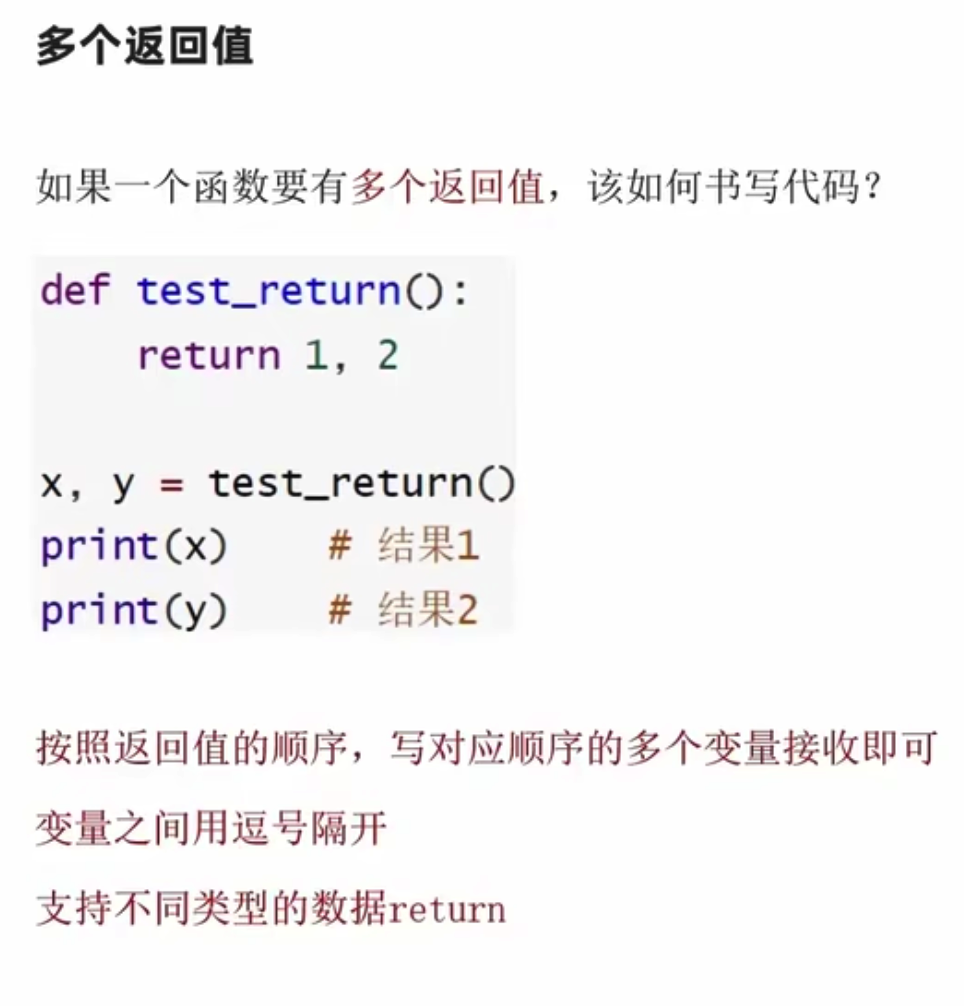 多个返回值
如果一个函数要有多个返回值，该如何书写代码？
def test_return():
    return 1, 2
x, y = test_return()
print(x)    # 结果1
print(y)    # 结果2
按照返回值的顺序，写对应顺序的多个变量接收即可
变量之间用逗号隔开
支持不同类型的数据return